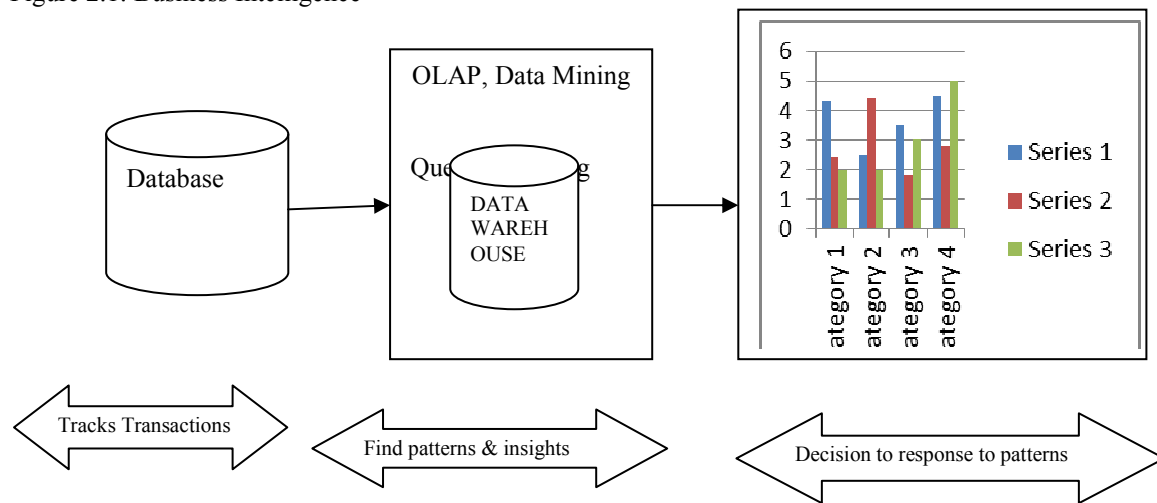 Figure 2.1: Business Intelligence
OLAP, Data Mining
Database
DATA
WAREH
OUSE
6
5
4
3
2
1
0
ategory 1
ategory 2
ategory 3
ategory 4
Series 1
Series 2
Series 3
Tracks Transactions
Find patterns & insights
Decision to response to patterns